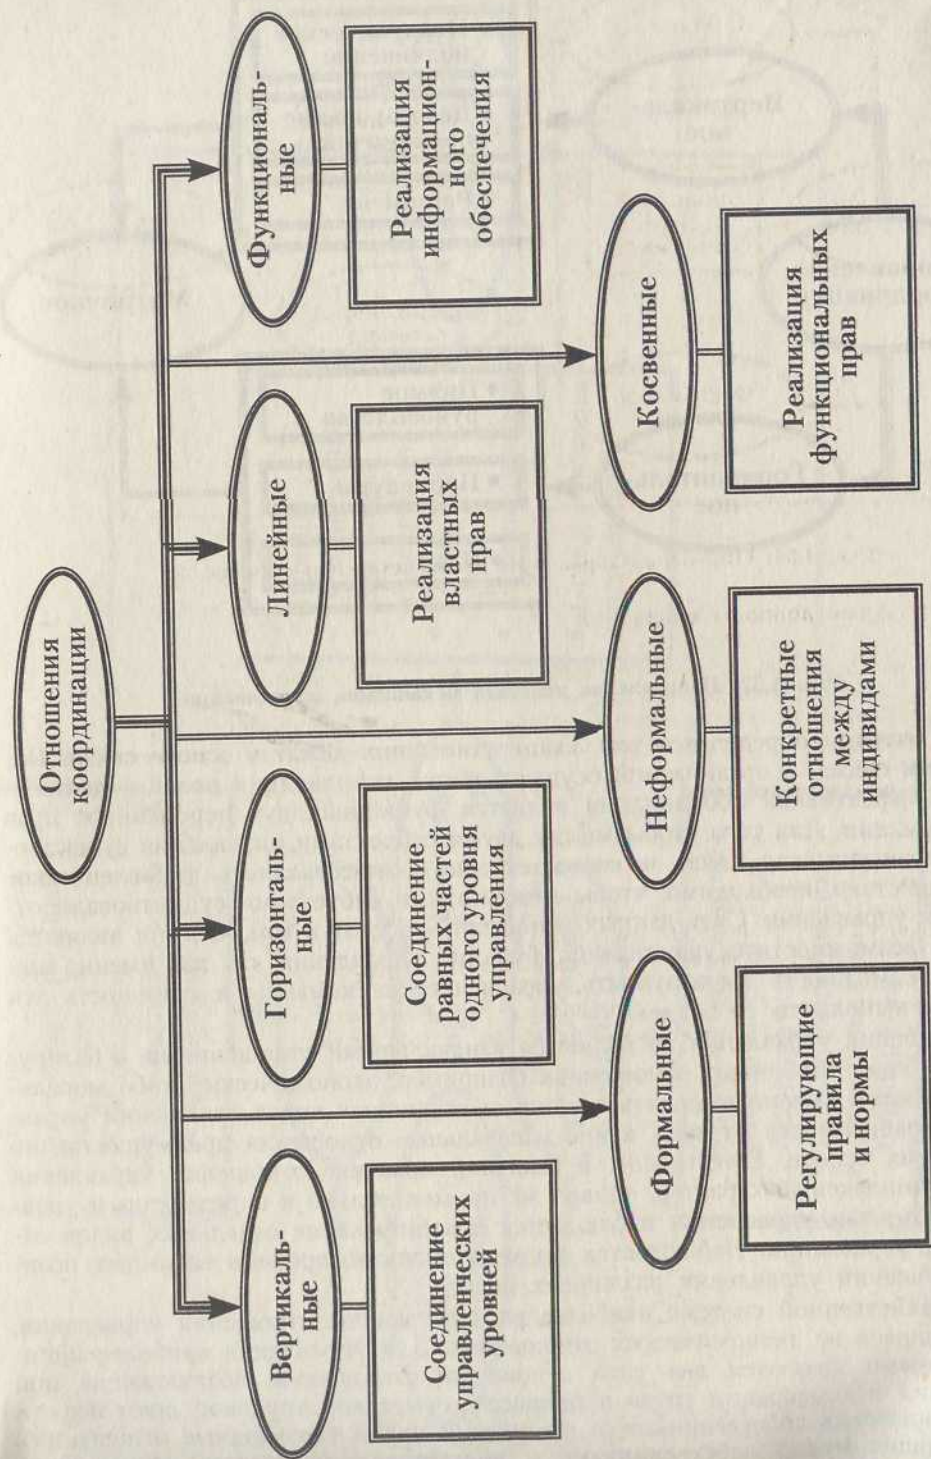 Отношения
координации
Вертикаль-
ные
Горизонталь-
ные
Линейные
Функциональ-
ные
Соединение
управленческих
уровней
Соединение
равных частей
одного уровня
управления
Реализация
властных
прав
Реализация
информацион-
ного
обеспечения
Формальные
Неформальные
Косвенные
Регулирующие
правила
и нормы
Конкретные
отношения
между
индивидами
Реализация
функциональных
прав